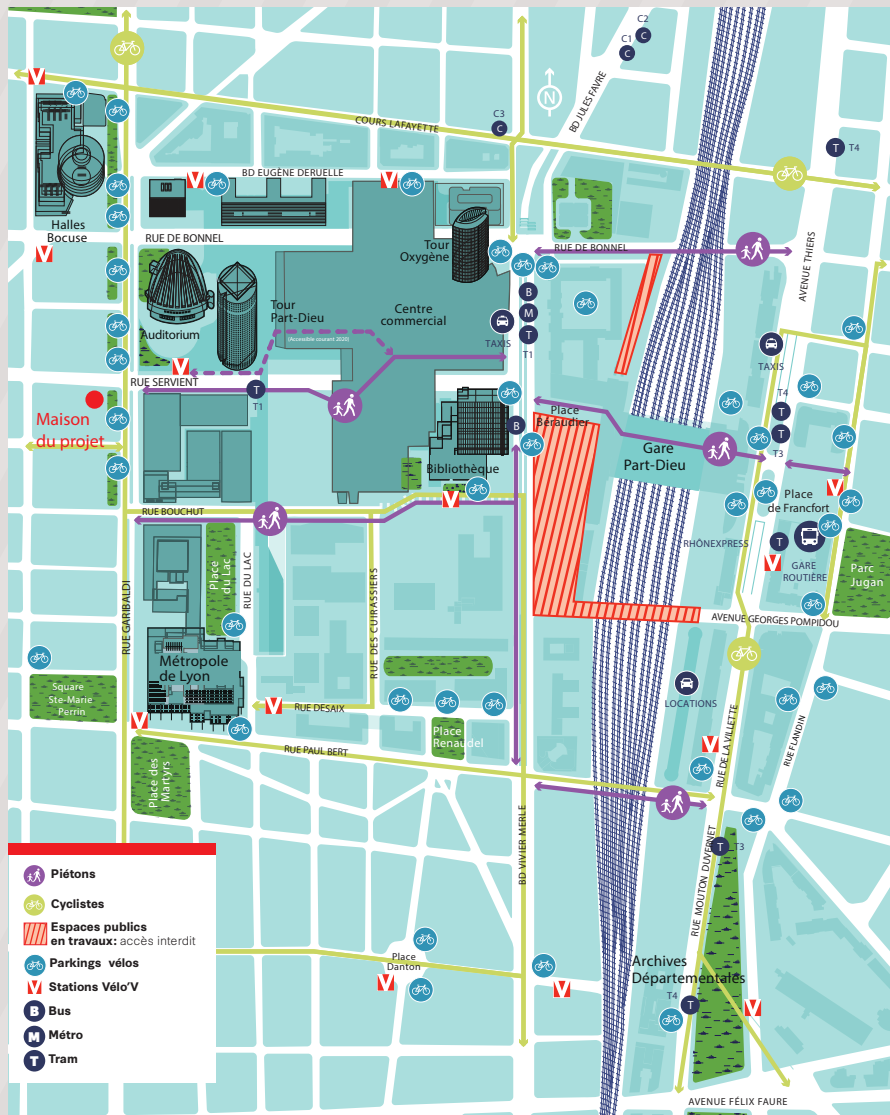 C2
C
C1
C
BD JULES FAVRE
N
V
C3
C
COURS LAFAYETTE
T
T4
BD EUGÈNE DERUELLE
V
V
Halles
Bocuse
RUE DE BONNEL
Tour
Oxygène
RUE DE BONNEL
AVENUE THIERS
V
Auditorium
Tour
Part-Dieu
Centre
commercial
(Accessible courant 2020)
B
M
T
T1
TAXIS
TAXIS
V
RUE SERVIENT
T
T1
Maison
du projet
T4
T
T
T3
Place
Béraudier
B
Gare
Part-Dieu
Bibliothèque
V
V
Place
de Francfort
RUE BOUCHUT
RHÔNEXPRESS
T
V
GARE
ROUTIÈRE
Parc
Jugan
Place
du Lac
RUE DU LAC
RUE DES CUIRASSIERS
RUE GARIBALDI
AVENUE GEORGES POMPIDOU
Métropole
de Lyon
Square
Ste-Marie
Perrin
LOCATIONS
V
RUE DESAIX
V
RUE PAUL BERT
Place
Renaudel
V
RUE DE LA VILLETTE
RUE FLANDIN
Place des
Martyrs
BD VIVIER MERLE
T
T3
RUE MOUTON DUVERNET
Piétons
Cyclistes
Espaces publics
en travaux: accès interdit
Parkings vélos
V
Stations Vélo'V
B
Bus
M
Métro
T
Tram
Place
Danton
V
V
Archives
Départementales
T4
T
V
AVENUE FÉLIX FAURE